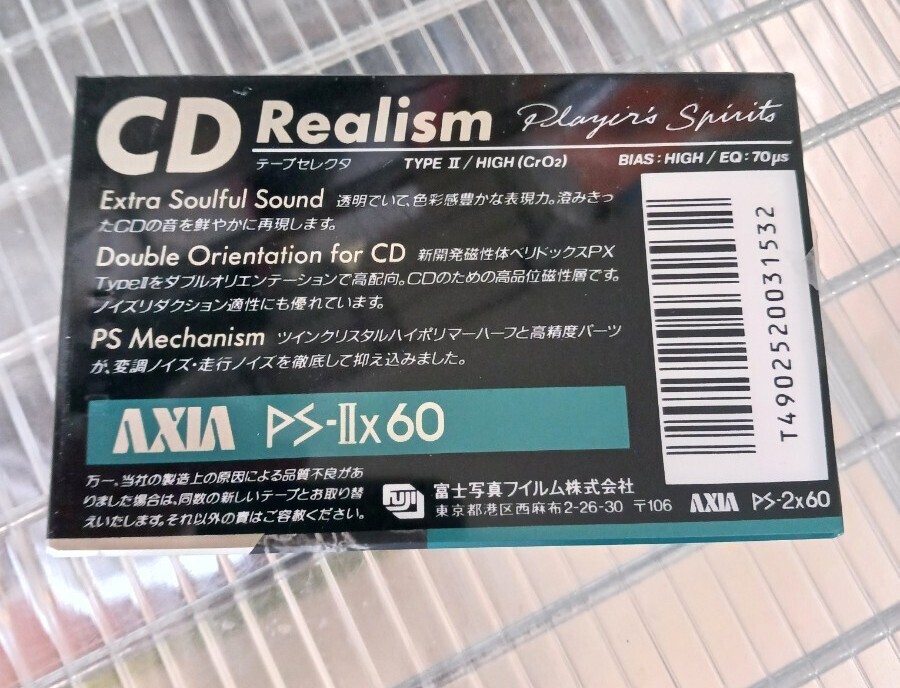 CD Realism Player's Spirits
テープセレクタ TYPE II/HIGH (CrO2) BIAS: HIGH / EQ: 70μs
Extra Soulful Sound 透明でいて、色彩感豊かな表現力。澄みきっ
たCDの音を鮮やかに再現します。
Double Orientation for CD 新開発磁性体ベリドックスPX
TypeIIをダブルオリエンテーションで高配向。CDのための高品位磁性層です。
ノイズリダクション適性にも優れています。
PS Mechanism ツインクリスタルハイポリマーハーフと高精度パーツ
が、変調ノイズ・走行ノイズを徹底して抑え込みました。
AXIA PS-IIx60
万一、当社の製造上の原因による品質不良があ
りました場合は、同数の新しいテープとお取り替
えいたします。それ以外の責はご容赦ください。
FUJI 富士写真フイルム株式会社
東京都港区西麻布2-26-30 〒106
AXIA PS-2x60
T4902520031532